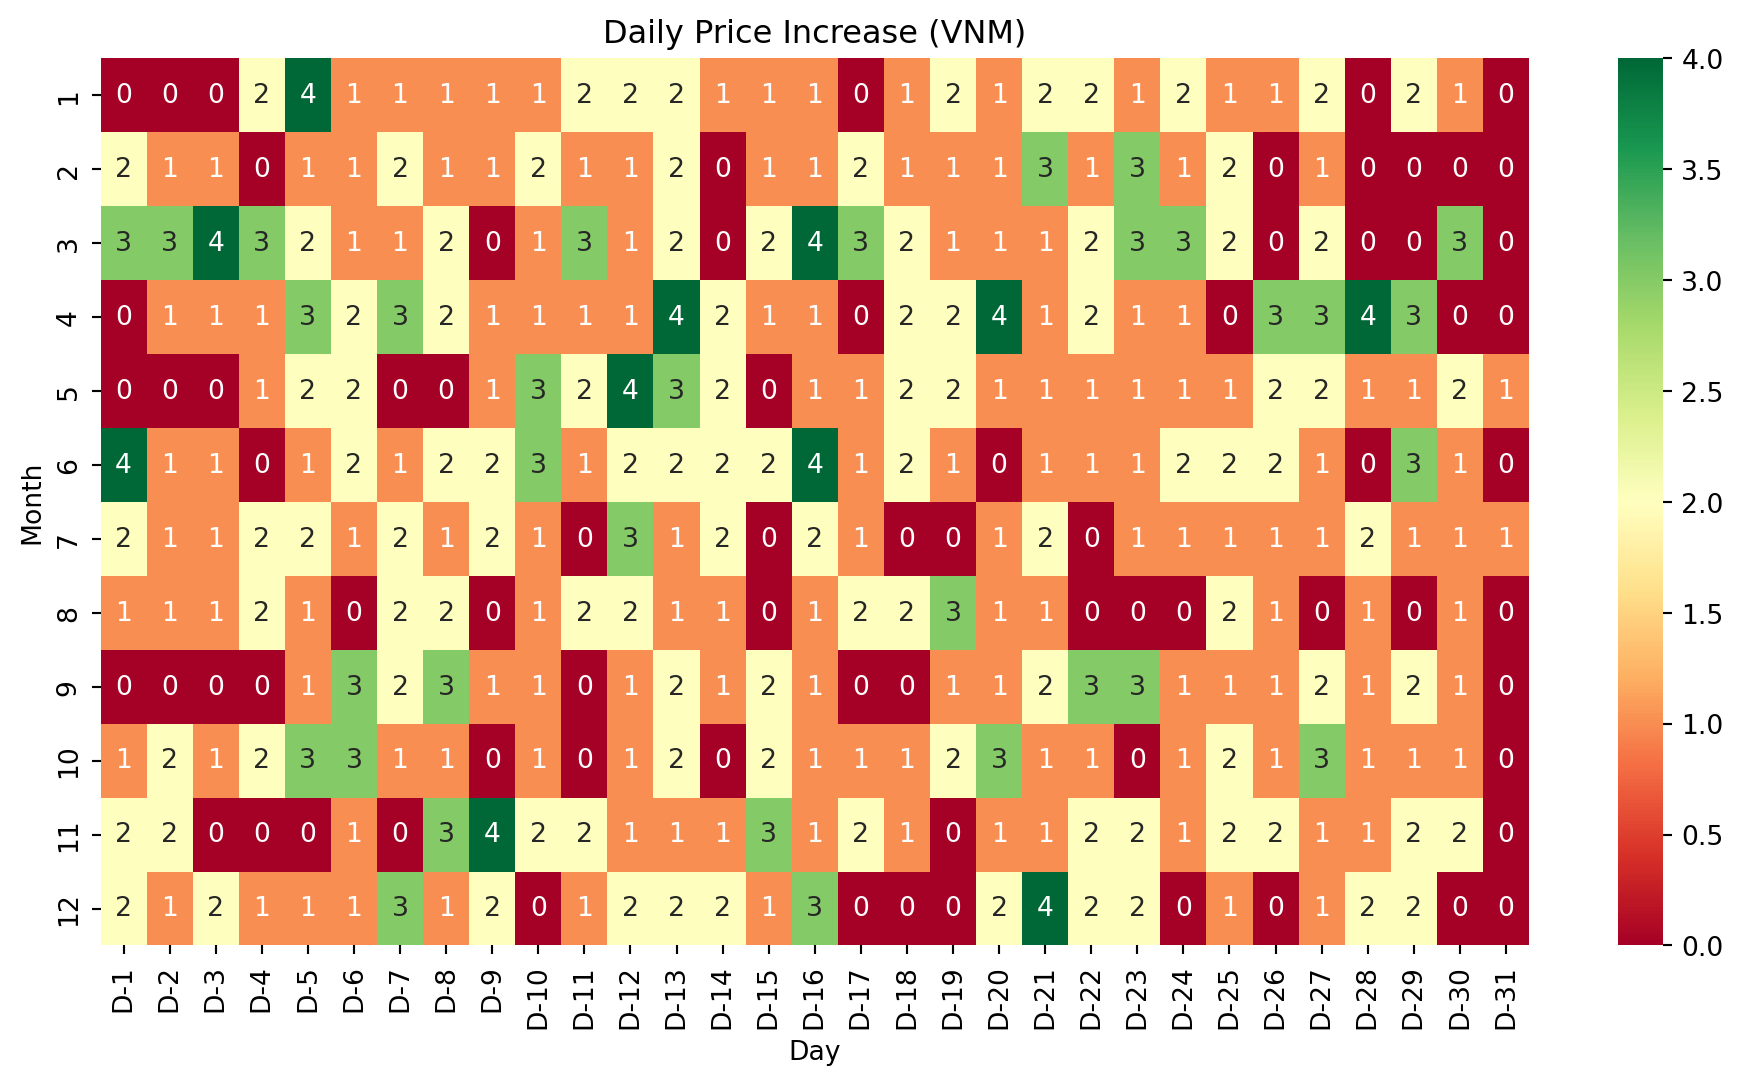 Daily Price Increase (VNM)
1 0 0 0 2 4 1 1 1 1 1 2 2 2 1 1 1 0 1 2 1 2 2 1 2 1 1 2 0 2 1 0
2 2 1 1 0 1 1 2 1 1 2 1 1 2 0 1 1 2 1 1 1 3 1 3 1 2 0 1 0 0 0 0
3 3 3 4 3 2 1 1 2 0 1 3 1 2 0 2 4 3 2 1 1 1 2 3 3 2 0 2 0 0 3 0
4 0 1 1 1 3 2 3 2 1 1 1 1 4 2 1 1 0 2 2 4 1 2 1 1 0 3 3 4 3 0 0
5 0 0 0 1 2 2 0 0 1 3 2 4 3 2 0 1 1 2 2 1 1 1 1 1 1 2 2 1 1 2 1
6 4 1 1 0 1 2 1 2 2 3 1 2 2 2 2 4 1 2 1 0 1 1 1 2 2 2 1 0 3 1 0
7 2 1 1 2 2 1 2 1 2 1 0 3 1 2 0 2 1 0 0 1 2 0 1 1 1 1 1 2 1 1 1
8 1 1 1 2 1 0 2 2 0 1 2 2 1 1 0 1 2 2 3 1 1 0 0 0 2 1 0 1 0 1 0
9 0 0 0 0 1 3 2 3 1 1 0 1 2 1 2 1 0 0 1 1 2 3 3 1 1 1 2 1 2 1 0
10 1 2 1 2 3 3 1 1 0 1 0 1 2 0 2 1 1 1 2 3 1 1 0 1 2 1 3 1 1 1 0
11 2 2 0 0 0 1 0 3 4 2 2 1 1 1 3 1 2 1 0 1 1 2 2 1 2 2 1 1 2 2 0
12 2 1 2 1 1 1 3 1 2 0 1 2 2 2 1 3 0 0 0 2 4 2 2 0 1 0 1 2 2 0 0
Month
D-1 D-2 D-3 D-4 D-5 D-6 D-7 D-8 D-9 D-10 D-11 D-12 D-13 D-14 D-15 D-16 D-17 D-18 D-19 D-20 D-21 D-22 D-23 D-24 D-25 D-26 D-27 D-28 D-29 D-30 D-31
Day
4.0
3.5
3.0
2.5
2.0
1.5
1.0
0.5
0.0